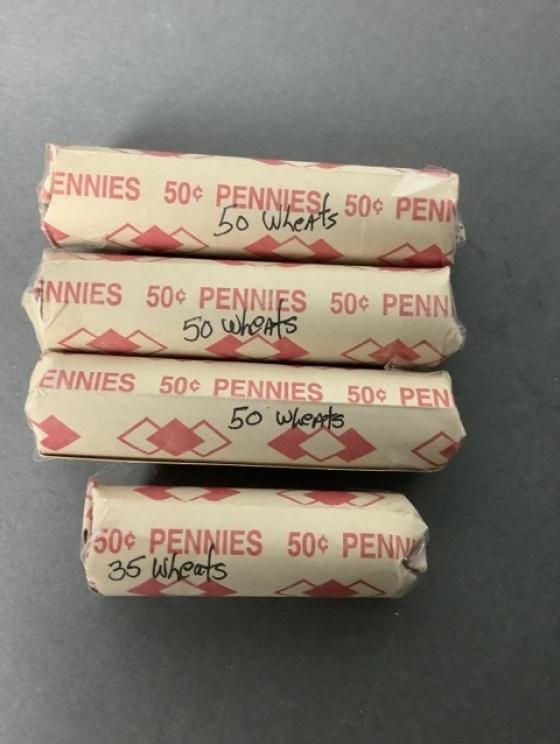 ENNIES 50¢ PENNIES 50¢ PENN
50 Wheats
NNIES 50¢ PENNIES 50¢ PENN
50 Wheats
ENNIES 50¢ PENNIES 50¢ PEN
50 Wheats
50¢ PENNIES 50¢ PENN
35 Wheats